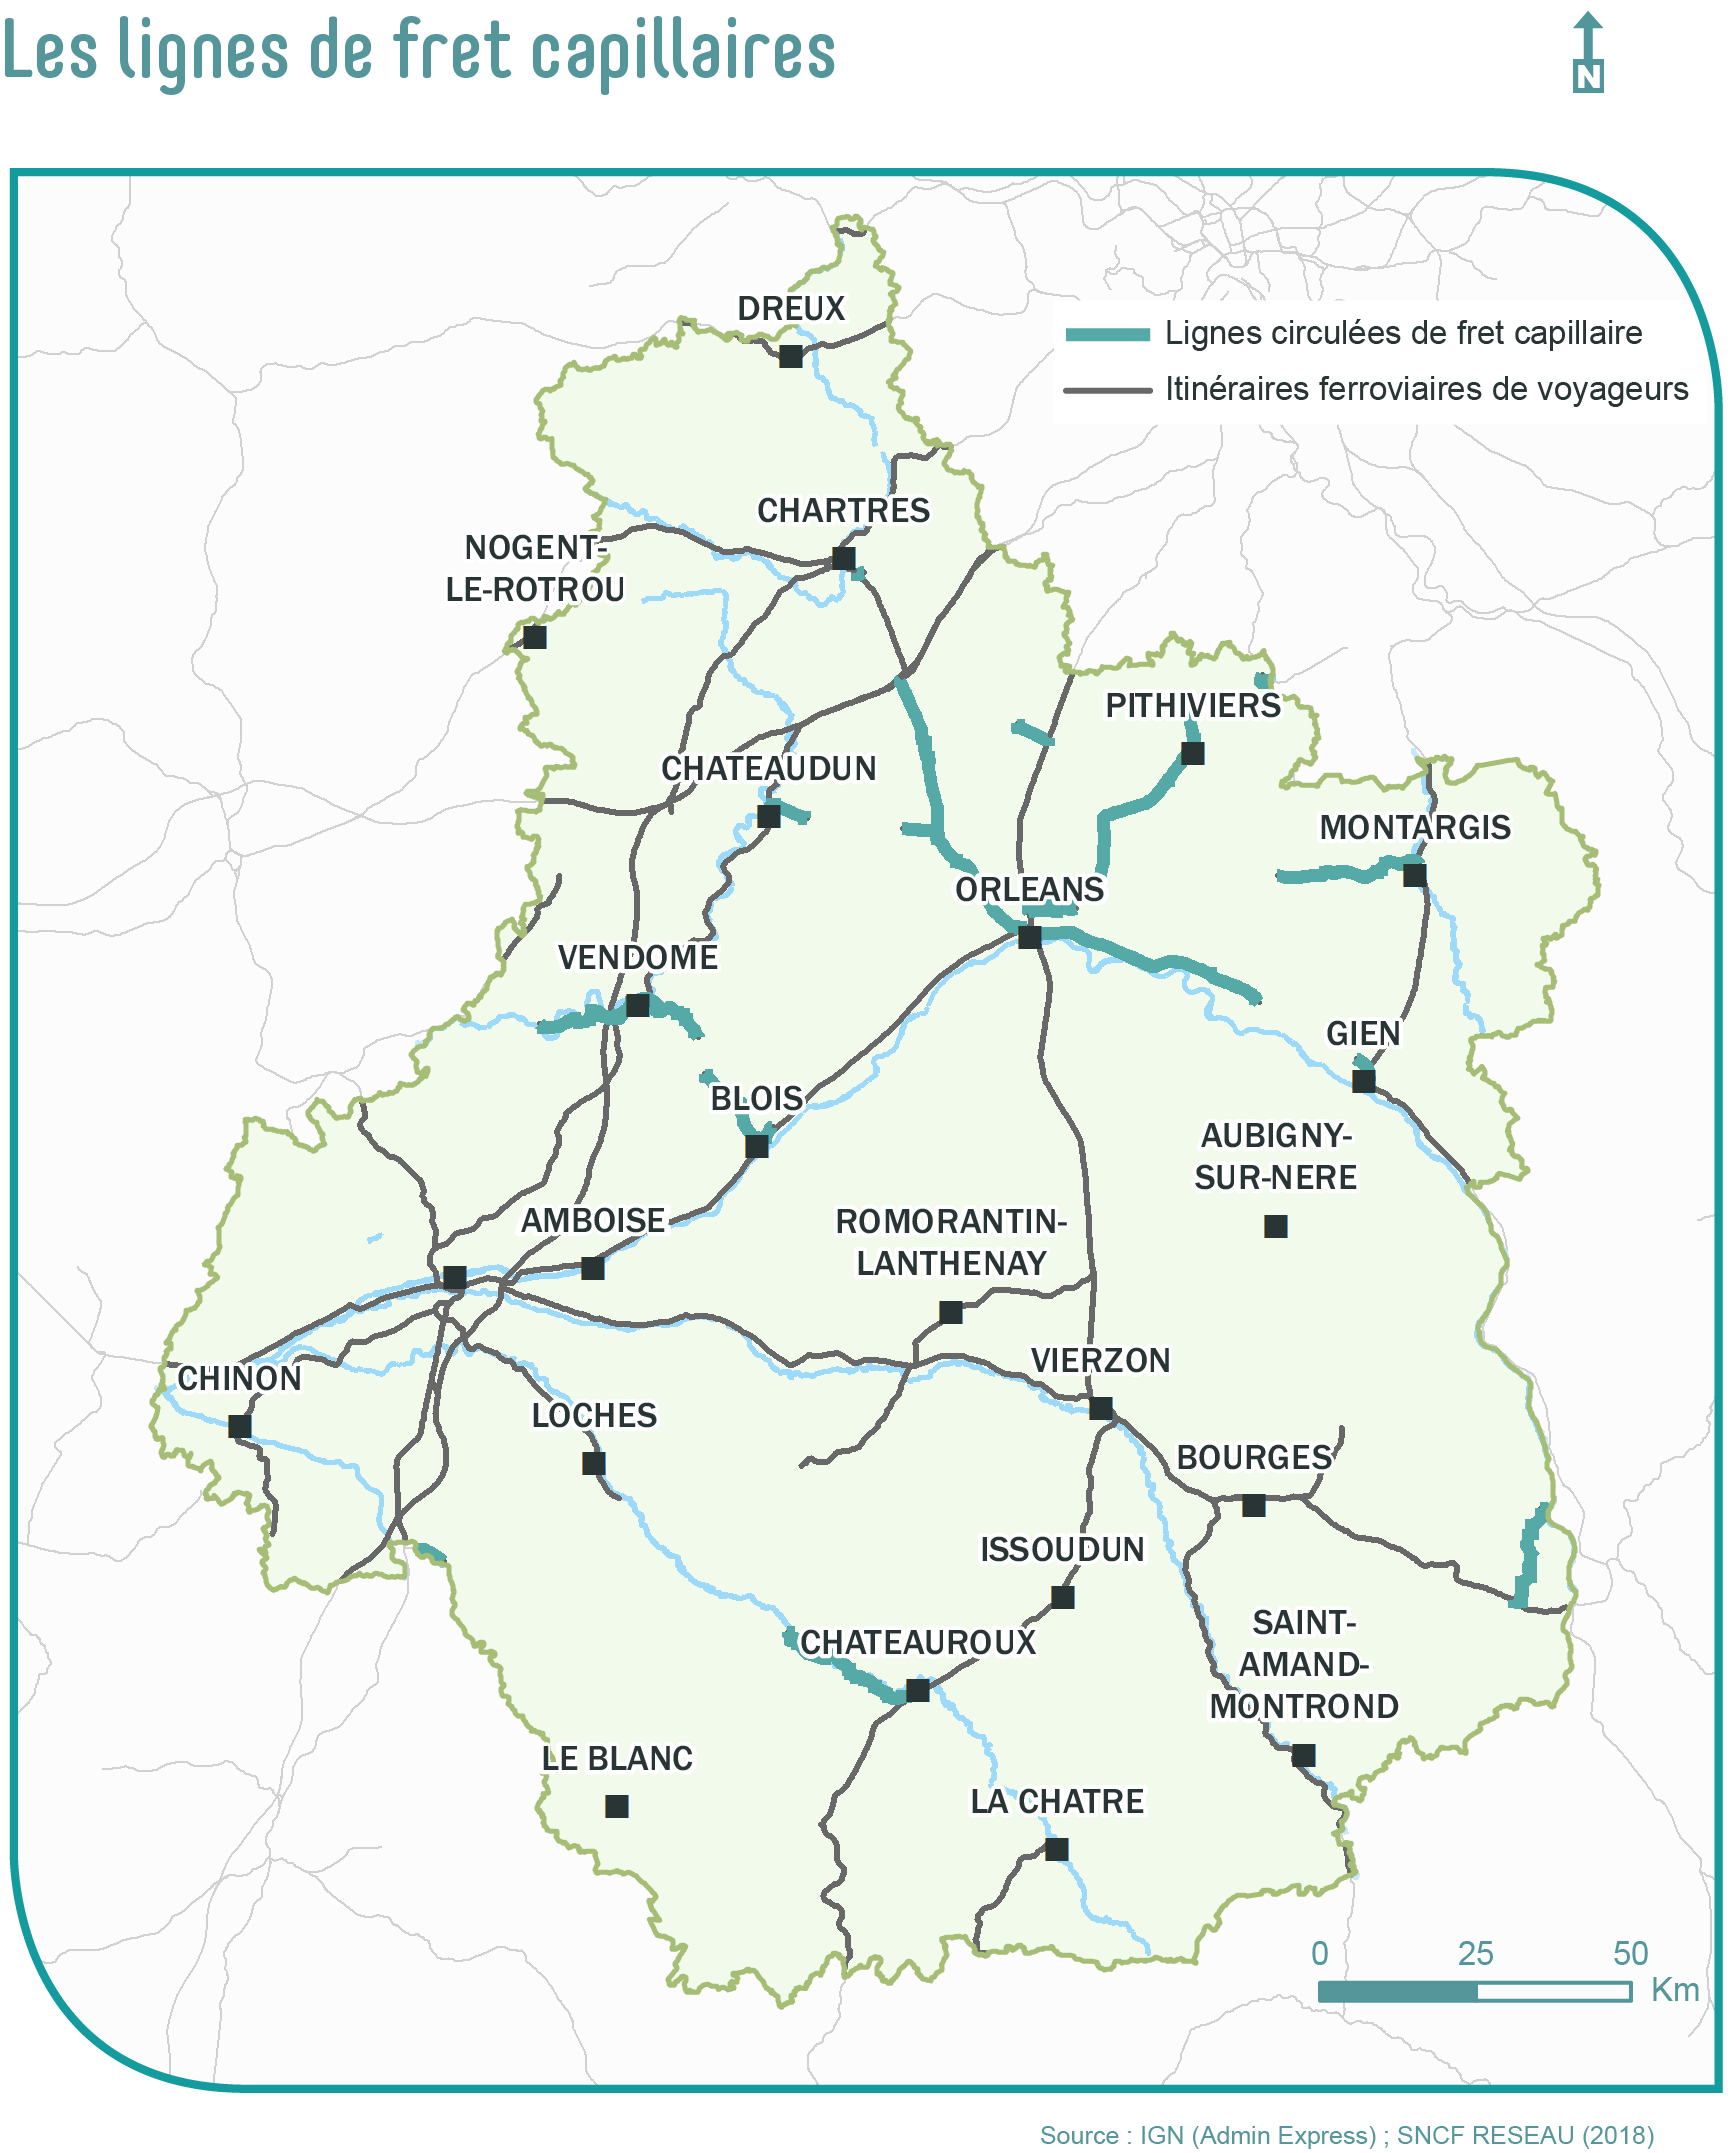 Les lignes de fret capillaires
N
DREUX
Lignes circulées de fret capillaire
Itinéraires ferroviaires de voyageurs
CHARTRES
NOGENT-
LE-ROTROU
PITHIVIERS
CHATEAUDUN
MONTARGIS
ORLEANS
VENDOME
GIEN
BLOIS
AUBIGNY-
SUR-NERE
AMBOISE
ROMORANTIN-
LANTHENAY
VIERZON
CHINON
LOCHES
BOURGES
ISSOUDUN
SAINT-
AMAND-
MONTROND
CHATEAUROUX
LE BLANC
LA CHATRE
0 25 50
Km
Source : IGN (Admin Express) ; SNCF RESEAU (2018)